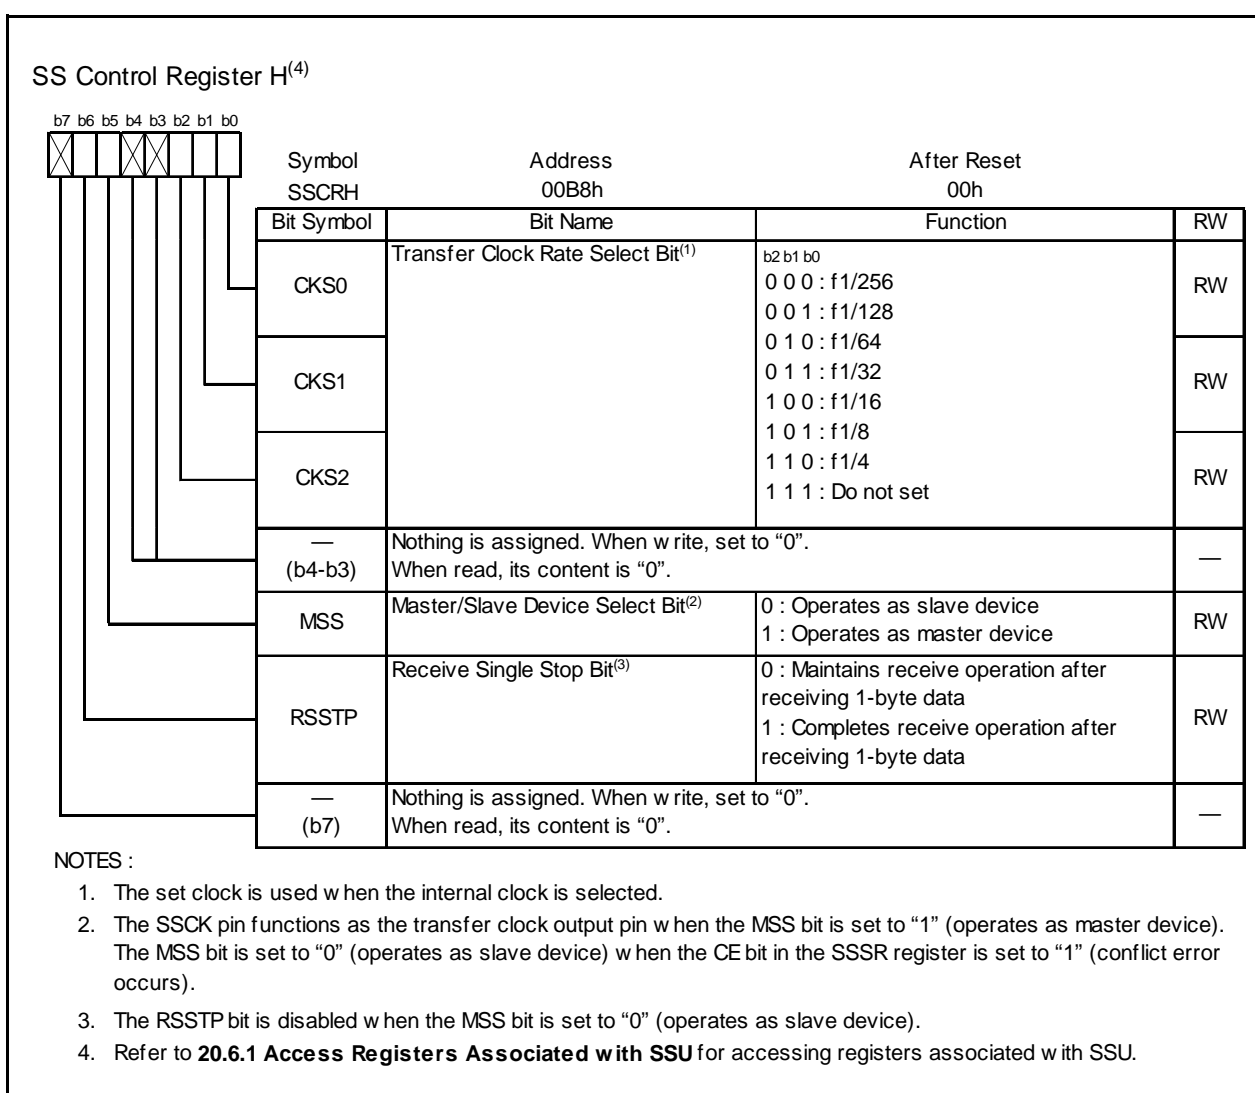 SS Control Register H(4)
b7 b6 b5 b4 b3 b2 b1 b0
Symbol Address After Reset
SSCRH 00B8h 00h
Bit Symbol Bit Name Function RW
CKS0 Transfer Clock Rate Select Bit(1) b2 b1 b0 RW
0 0 0 : f1/256
0 0 1 : f1/128
0 1 0 : f1/64
CKS1 0 1 1 : f1/32 RW
1 0 0 : f1/16
1 0 1 : f1/8
1 1 0 : f1/4
CKS2 1 1 1 : Do not set RW
— Nothing is assigned. When write, set to “0”. —
(b4-b3) When read, its content is “0”.
MSS Master/Slave Device Select Bit(2) 0 : Operates as slave device RW
1 : Operates as master device
RSSTP Receive Single Stop Bit(3) 0 : Maintains receive operation after RW
receiving 1-byte data
1 : Completes receive operation after
receiving 1-byte data
— Nothing is assigned. When write, set to “0”. —
(b7) When read, its content is “0”.
NOTES :
1. The set clock is used when the internal clock is selected.
2. The SSCK pin functions as the transfer clock output pin when the MSS bit is set to “1” (operates as master device).
The MSS bit is set to “0” (operates as slave device) when the CE bit in the SSSR register is set to “1” (conflict error
occurs).
3. The RSSTP bit is disabled when the MSS bit is set to “0” (operates as slave device).
4. Refer to 20.6.1 Access Registers Associated with SSU for accessing registers associated with SSU.